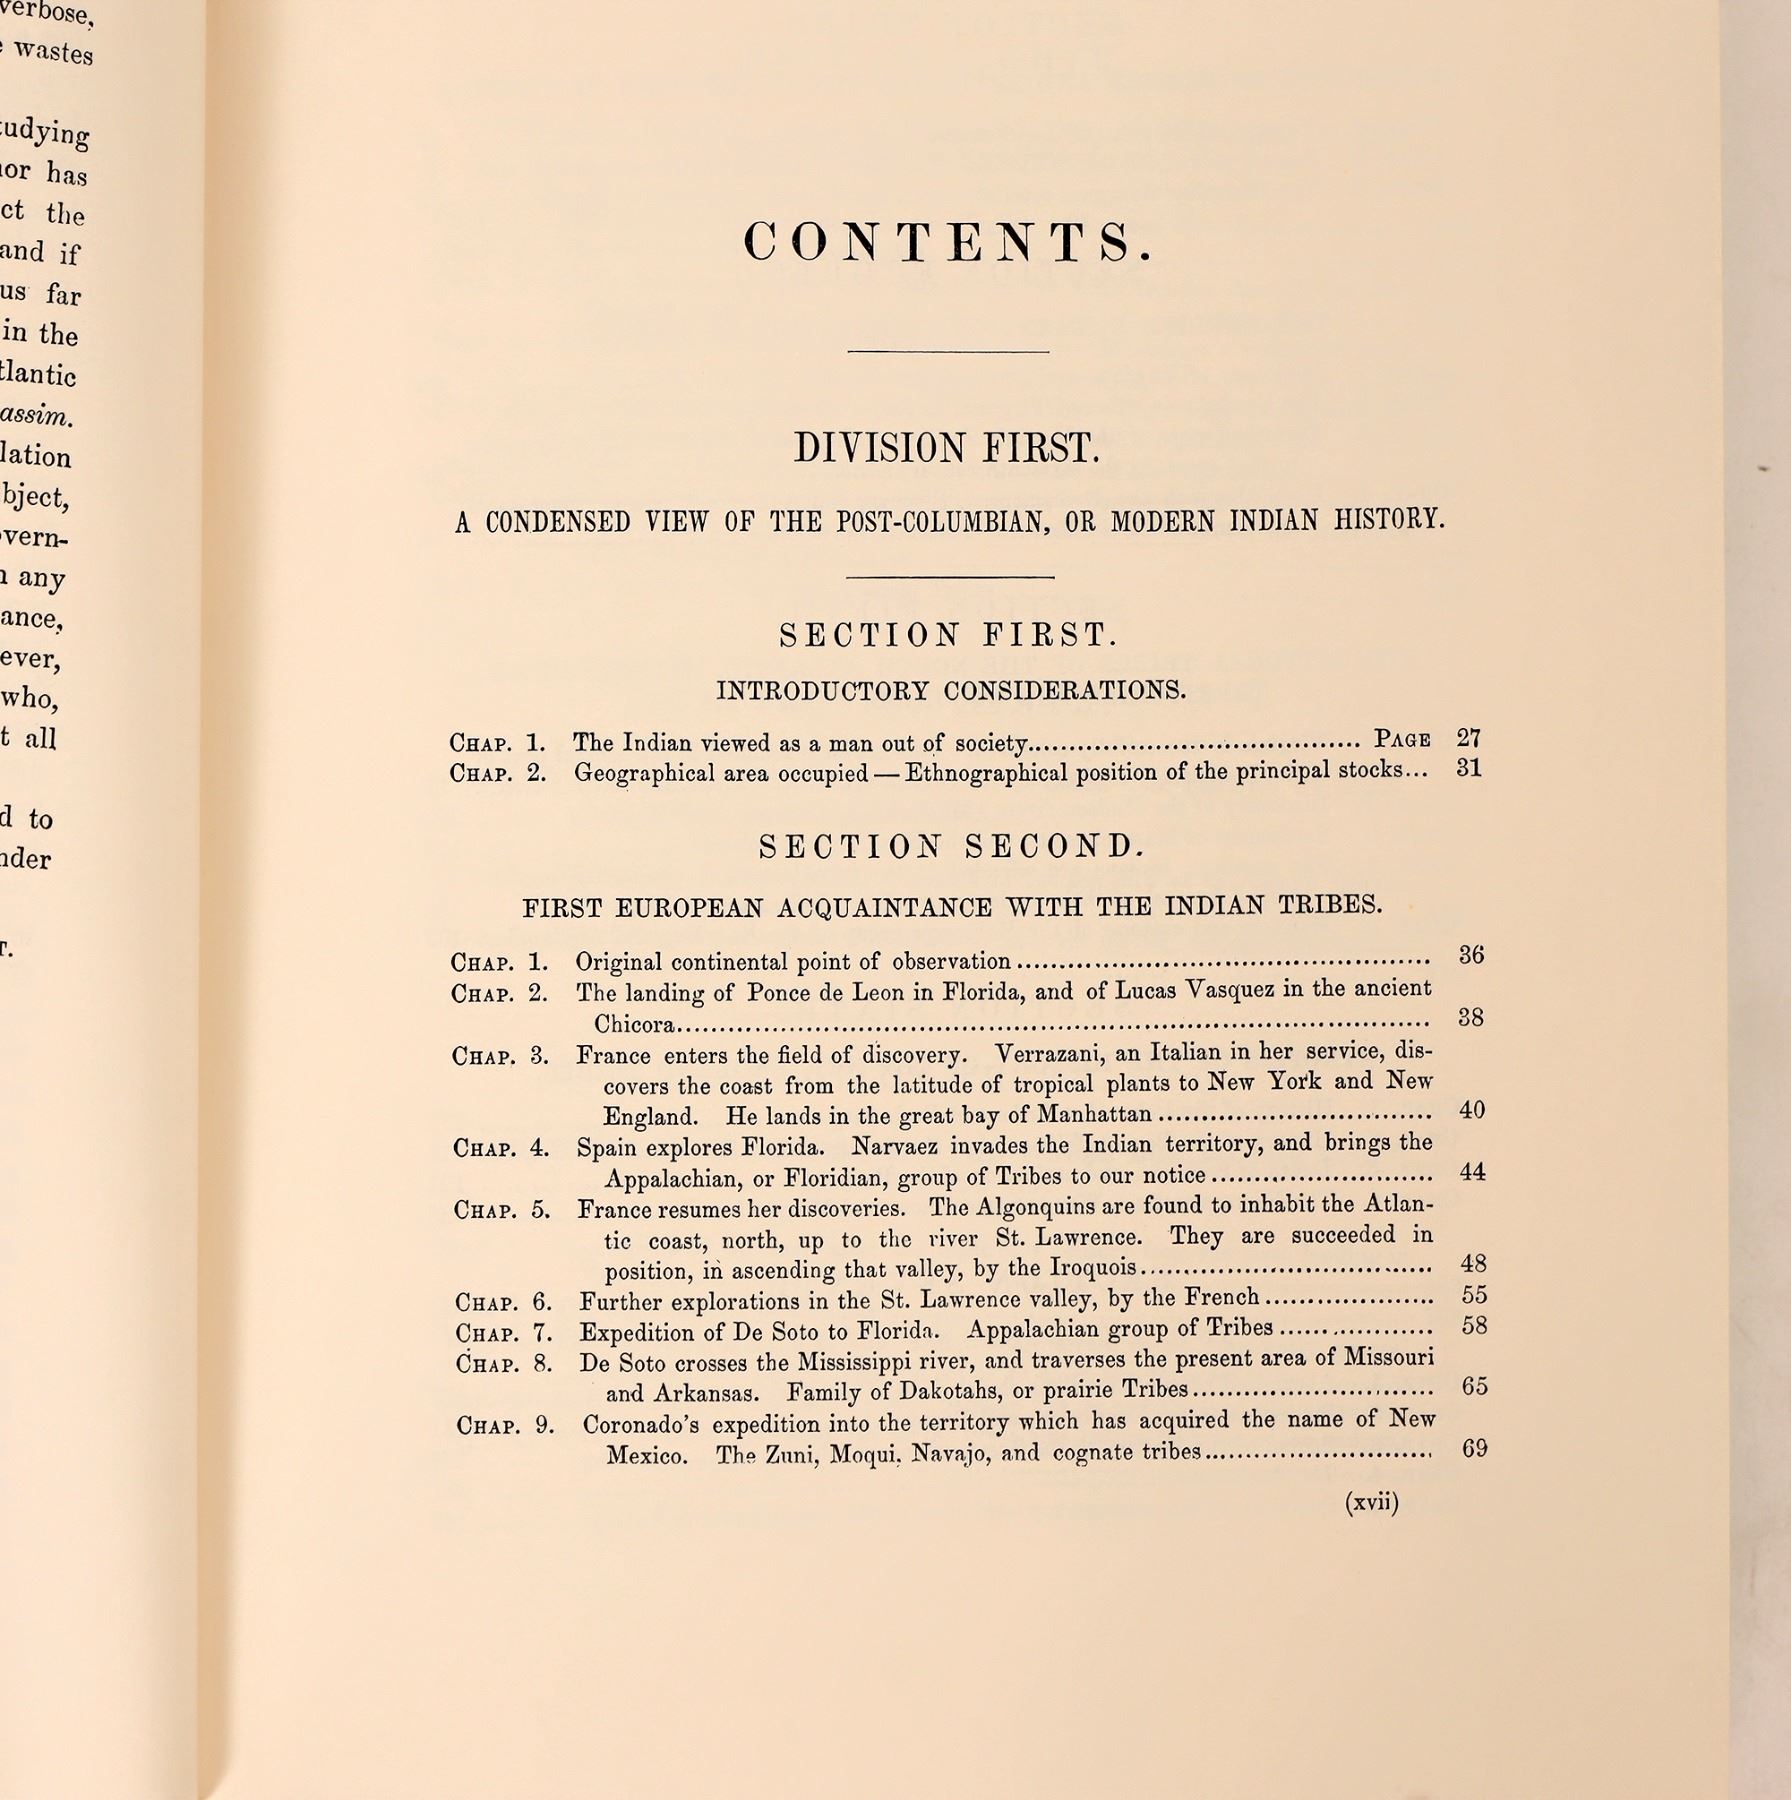 verbose,
wastes
has
the
and if
far
in the
any
who,
all
to
CONTENTS.
DIVISION FIRST.
A CONDENSED VIEW OF THE POST-COLUMBIAN, OR MODERN INDIAN HISTORY.
SECTION FIRST.
INTRODUCTORY CONSIDERATIONS.
CHAP. 1. The Indian viewed as a man out of society........................................ PAGE 27
CHAP. 2. Geographical area occupied — Ethnographical position of the principal stocks... 31
SECTION SECOND.
FIRST EUROPEAN ACQUAINTANCE WITH THE INDIAN TRIBES.
CHAP. 1. Original continental point of observation.................................................. 36
CHAP. 2. The landing of Ponce de Leon in Florida, and of Lucas Vasquez in the ancient
Chicora........................................................................................... 38
CHAP. 3. France enters the field of discovery. Verrazani, an Italian in her service, dis-
covers the coast from the latitude of tropical plants to New York and New
England. He lands in the great bay of Manhattan................................. 40
CHAP. 4. Spain explores Florida. Narvaez invades the Indian territory, and brings the
Appalachian, or Floridian, group of Tribes to our notice.......................... 44
CHAP. 5. France resumes her discoveries. The Algonquins are found to inhabit the Atlan-
tic coast, north, up to the river St. Lawrence. They are succeeded in
position, in ascending that valley, by the Iroquois................................... 48
CHAP. 6. Further explorations in the St. Lawrence valley, by the French.................... 55
CHAP. 7. Expedition of De Soto to Florida. Appalachian group of Tribes.................. 58
CHAP. 8. De Soto crosses the Mississippi river, and traverses the present area of Missouri
and Arkansas. Family of Dakotahs, or prairie Tribes............................. 65
CHAP. 9. Coronado's expedition into the territory which has acquired the name of New
Mexico. The Zuni, Moqui, Navajo, and cognate tribes........................... 69
(xvii)